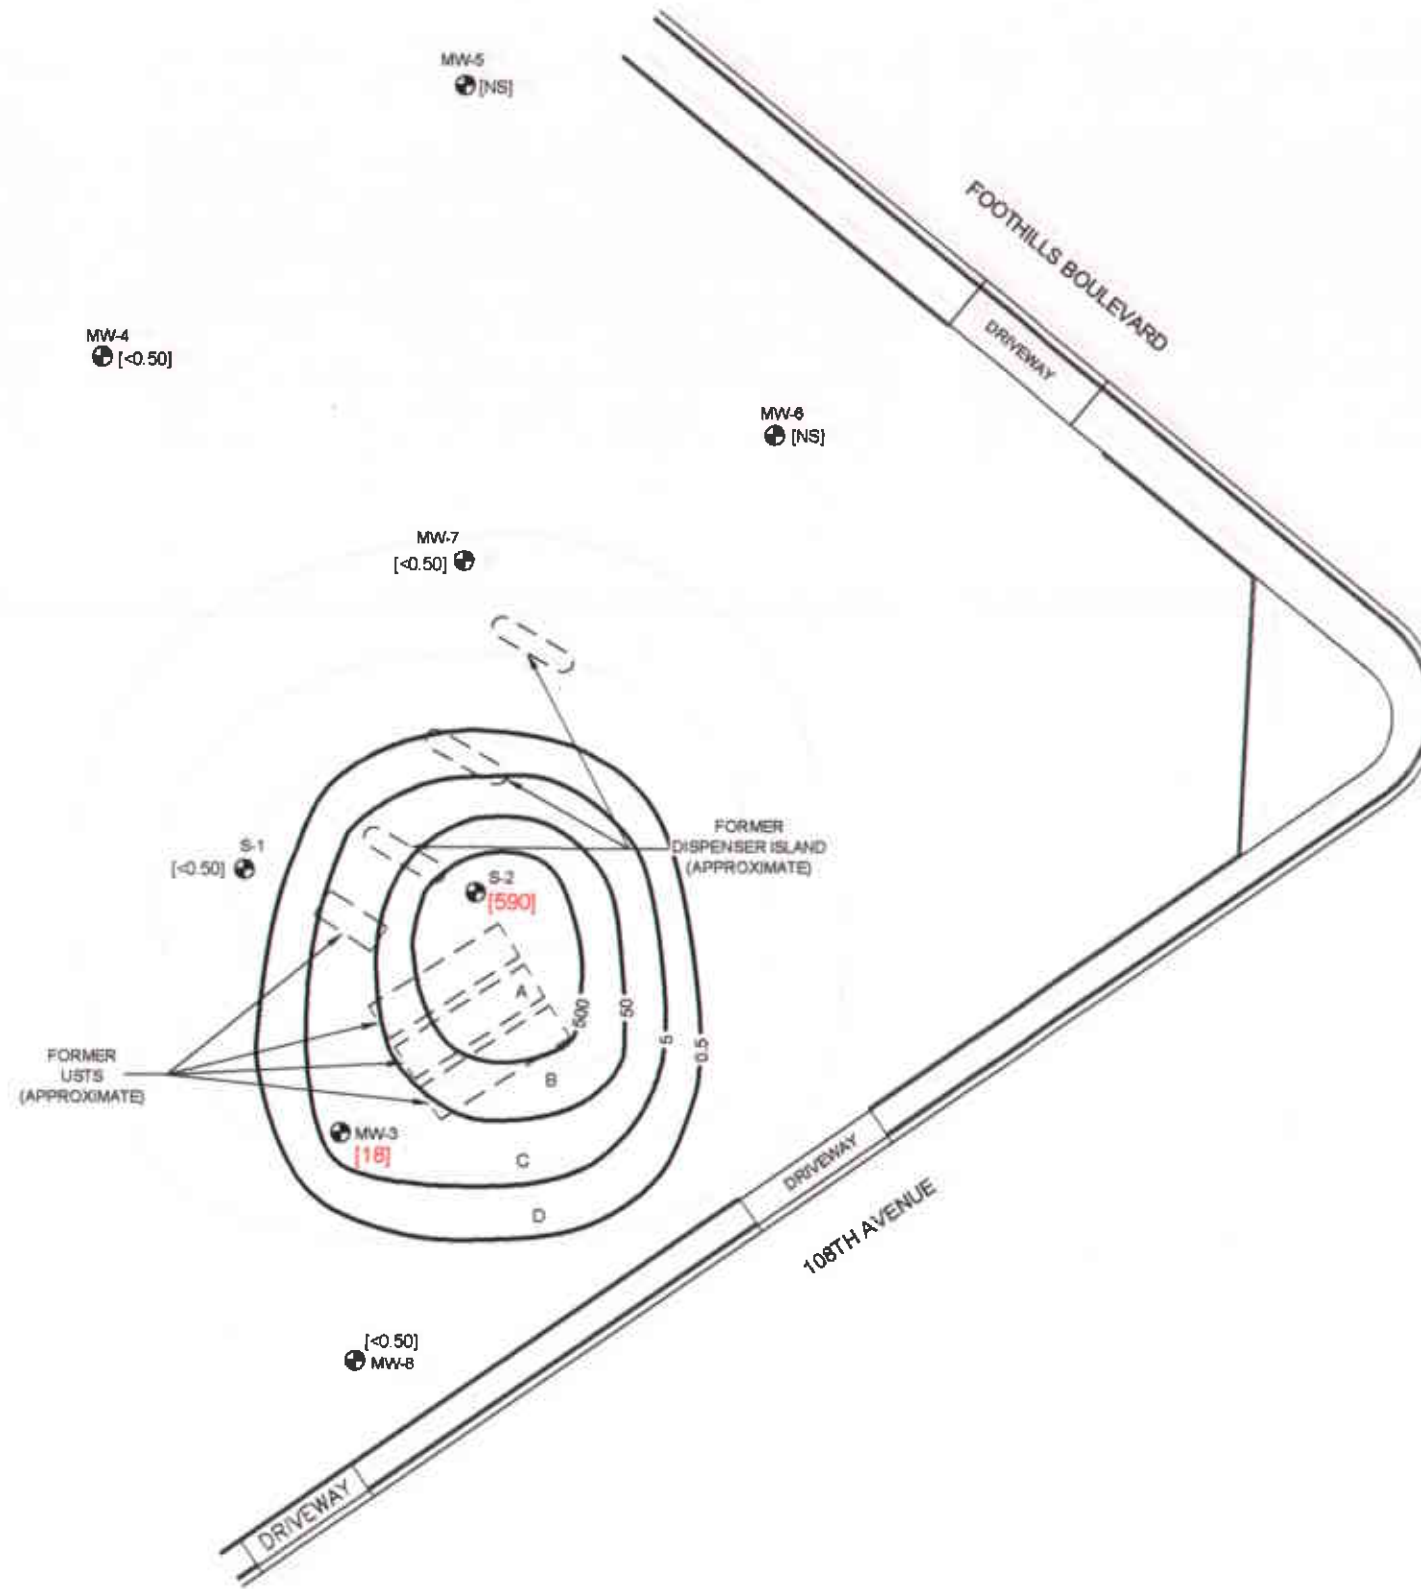 MW-5
[NS]
FOOTHILLS BOULEVARD
DRIVEWAY
MW-4
[<0.50]
MW-6
[NS]
MW-7
[<0.50]
S-1
[<0.50]
FORMER
DISPENSER ISLAND
(APPROXIMATE)
S-2
[590]
A
500
50
5
0.5
FORMER
USTS
(APPROXIMATE)
B
MW-3
[18]
C
D
DRIVEWAY
108TH AVENUE
[<0.50]
MW-8
DRIVEWAY